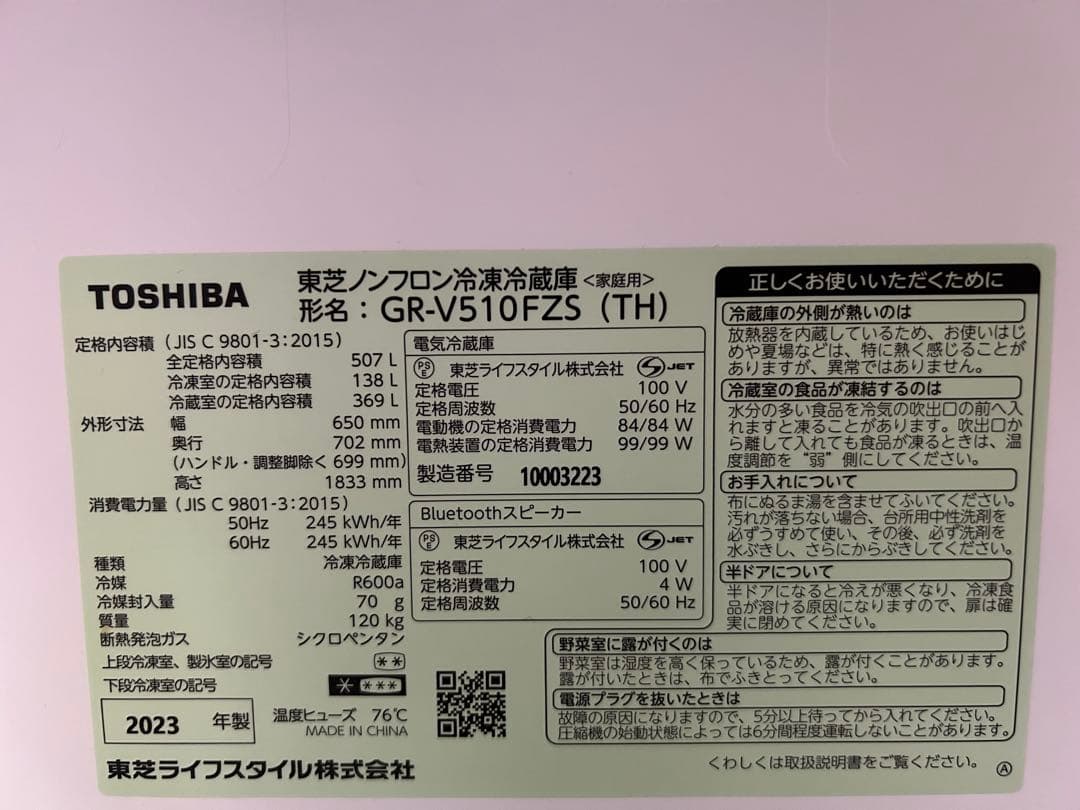 TOSHIBA
東芝ノンフロン冷凍冷蔵庫<家庭用>
形名：GR-V510FZS（TH）
定格内容積（JIS C 9801-3:2015）
全定格内容積 507 L
冷凍室の定格内容積 138 L
冷蔵室の定格内容積 369 L
外形寸法 幅 650 mm
奥行 702 mm
(ハンドル・調整脚除く 699 mm)
高さ 1833 mm
消費電力量（JIS C 9801-3:2015）
50Hz 245 kWh/年
60Hz 245 kWh/年
種類 冷凍冷蔵庫
冷媒 R600a
冷媒封入量 70 g
質量 120 kg
断熱発泡ガス シクロペンタン
上段冷凍室、製氷室の記号 **
下段冷凍室の記号 * ***
2023 年製
温度ヒューズ 76℃
MADE IN CHINA
東芝ライフスタイル株式会社
電気冷蔵庫
PSE 東芝ライフスタイル株式会社 S JET
定格電圧 100 V
定格周波数 50/60 Hz
電動機の定格消費電力 84/84 W
電熱装置の定格消費電力 99/99 W
製造番号 10003223
Bluetoothスピーカー
PSE 東芝ライフスタイル株式会社 S JET
定格電圧 100 V
定格消費電力 4 W
定格周波数 50/60 Hz
正しくお使いいただくために
冷蔵庫の外側が熱いのは
放熱器を内蔵しているため、お使いはじ
めや夏場などは、特に熱く感じることが
ありますが、異常ではありません。
冷蔵室の食品が凍結するのは
水分の多い食品を冷気の吹出口の前へ入
れますと凍ることがあります。吹出口か
ら離して入れても食品が凍るときは、温
度調節を“弱”側にしてください。
お手入れについて
布にぬるま湯を含ませてふいてください。
汚れが落ちない場合、台所用中性洗剤を
必ずうすめて使い、その後、必ず洗剤を
水ぶきし、さらにからぶきしてください。
半ドアについて
半ドアになると冷えが悪くなり、冷凍食
品が溶ける原因になりますので、扉は確
実に閉めてください。
野菜室に露が付くのは
野菜室は湿度を高く保っているため、露が付くことがあります。
露が付いたときは、布でふきとってください。
電源プラグを抜いたときは
故障の原因になりますので、5分以上待ってから入れてください。
圧縮機の始動状態によっては6分間程度運転しないことがあります。
くわしくは取扱説明書をご覧ください。 Ⓐ